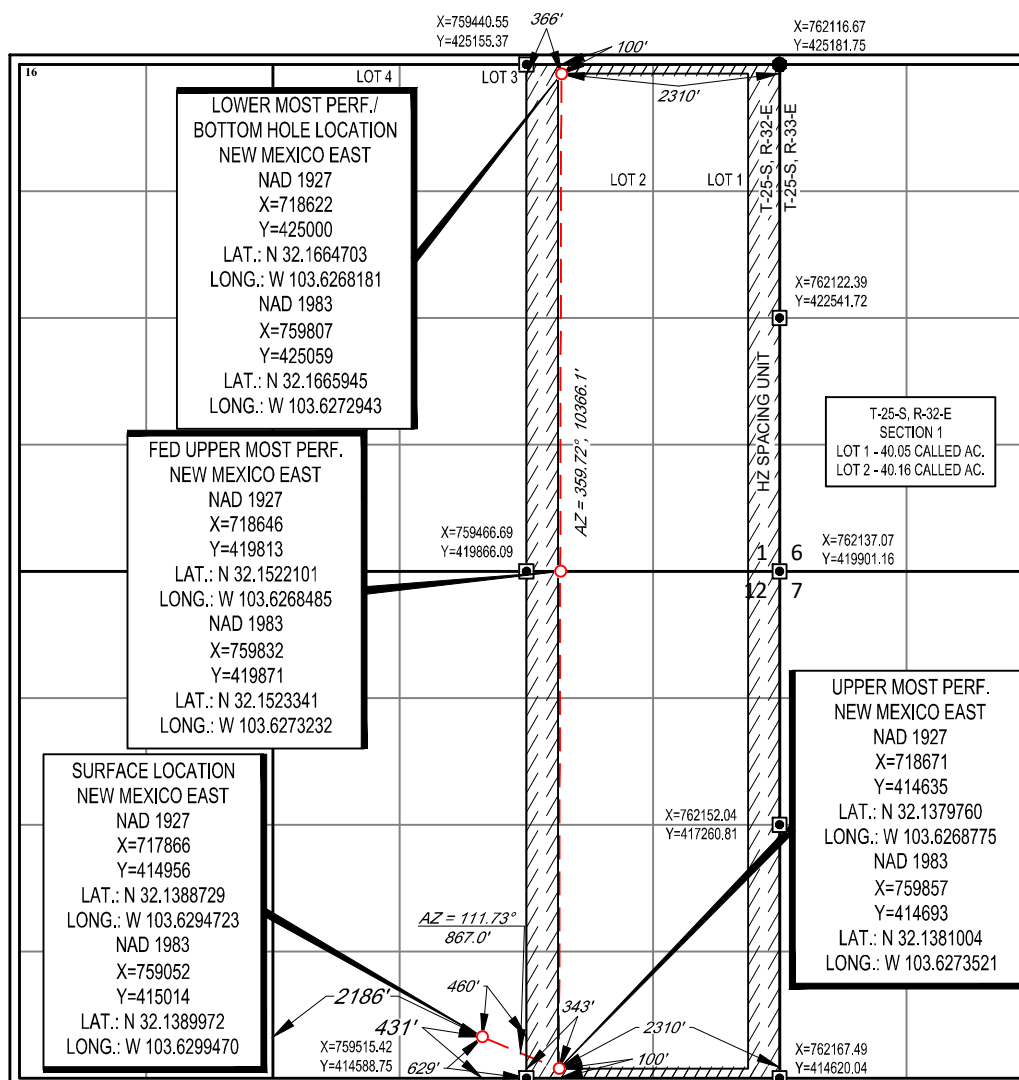 X=759440.55
Y=425155.37
366'
100'
X=762116.67
Y=425181.75
16
LOT 4
LOT 3
2310'
LOWER MOST PERF./
BOTTOM HOLE LOCATION
NEW MEXICO EAST
NAD 1927
X=718622
Y=425000
LAT.: N 32.1664703
LONG.: W 103.6268181
NAD 1983
X=759807
Y=425059
LAT.: N 32.1665945
LONG.: W 103.6272943
LOT 2
LOT 1
T-25-S, R-32-E
T-25-S, R-33-E
X=762122.39
Y=422541.72
AZ = 359.72°, 10366.1'
HZ SPACING UNIT
T-25-S, R-32-E
SECTION 1
LOT 1 - 40.05 CALLED AC.
LOT 2 - 40.16 CALLED AC.
FED UPPER MOST PERF.
NEW MEXICO EAST
NAD 1927
X=718646
Y=419813
LAT.: N 32.1522101
LONG.: W 103.6268485
NAD 1983
X=759832
Y=419871
LAT.: N 32.1523341
LONG.: W 103.6273232
X=759466.69
Y=419866.09
1 6
12 7
X=762137.07
Y=419901.16
UPPER MOST PERF.
NEW MEXICO EAST
NAD 1927
X=718671
Y=414635
LAT.: N 32.1379760
LONG.: W 103.6268775
NAD 1983
X=759857
Y=414693
LAT.: N 32.1381004
LONG.: W 103.6273521
SURFACE LOCATION
NEW MEXICO EAST
NAD 1927
X=717866
Y=414956
LAT.: N 32.1388729
LONG.: W 103.6294723
NAD 1983
X=759052
Y=415014
LAT.: N 32.1389972
LONG.: W 103.6299470
X=762152.04
Y=417260.81
AZ = 111.73°
867.0'
2186'
460'
343'
431'
2310'
X=759515.42
Y=414588.75
629'
100'
X=762167.49
Y=414620.04